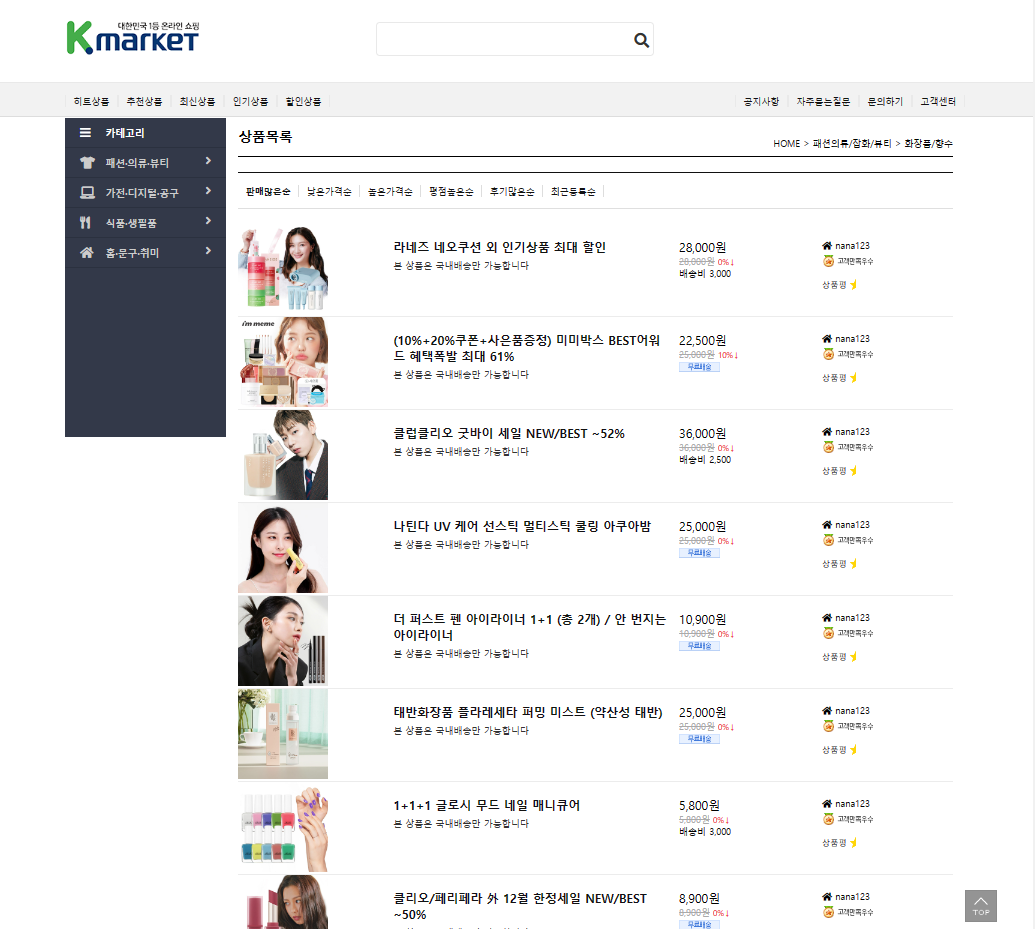 대한민국 1등 온라인 쇼핑
K.market
히트상품 추천상품 최신상품 인기상품 할인상품 공지사항 자주묻는질문 문의하기 고객센터
카테고리
패션·의류·뷰티
가전·디지털·공구
식품·생필품
홈·문구·취미
상품목록
HOME > 패션의류/잡화/뷰티 > 화장품/향수
판매많은순 낮은가격순 높은가격순 평점높은순 후기많은순 최근등록순
라네즈 네오쿠션 외 인기상품 최대 할인
본 상품은 국내배송만 가능합니다
28,000원
28,000원 0%↓
배송비 3,000
nana123
고객만족우수
상품평
i'm meme
(10%+20%쿠폰+사은품증정) 미미박스 BEST어워
드 혜택폭발 최대 61%
본 상품은 국내배송만 가능합니다
22,500원
25,000원 10%↓
무료배송
nana123
고객만족우수
상품평
클럽클리오 굿바이 세일 NEW/BEST ~52%
본 상품은 국내배송만 가능합니다
36,000원
36,000원 0%↓
배송비 2,500
nana123
고객만족우수
상품평
나틴다 UV 케어 선스틱 멀티스틱 쿨링 아쿠아밤
본 상품은 국내배송만 가능합니다
25,000원
25,000원 0%↓
무료배송
nana123
고객만족우수
상품평
더 퍼스트 펜 아이라이너 1+1 (총 2개) / 안 번지는
아이라이너
본 상품은 국내배송만 가능합니다
10,900원
10,900원 0%↓
무료배송
nana123
고객만족우수
상품평
태반화장품 플라레세타 퍼밍 미스트 (약산성 태반)
본 상품은 국내배송만 가능합니다
25,000원
25,000원 0%↓
무료배송
nana123
고객만족우수
상품평
1+1+1 글로시 무드 네일 매니큐어
본 상품은 국내배송만 가능합니다
5,800원
5,800원 0%↓
배송비 3,000
nana123
고객만족우수
상품평
클리오/페리페라 外 12월 한정세일 NEW/BEST
~50%
8,900원
8,900원 0%↓
무료배송
nana123
고객만족우수
TOP